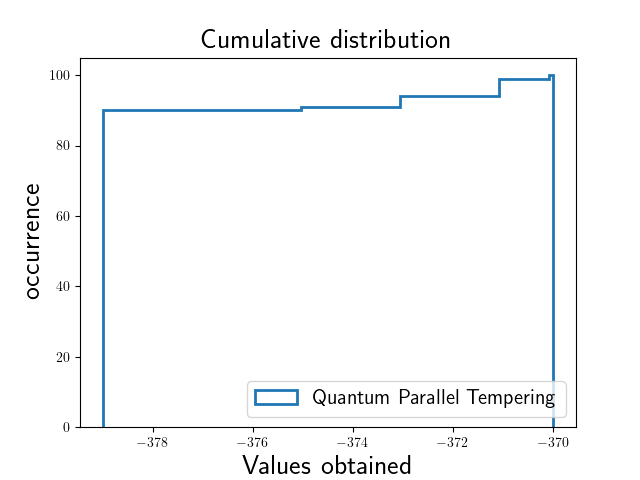 Cumulative distribution
occurrence
100
80
60
40
20
0
Quantum Parallel Tempering
−378 −376 −374 −372 −370
Values obtained